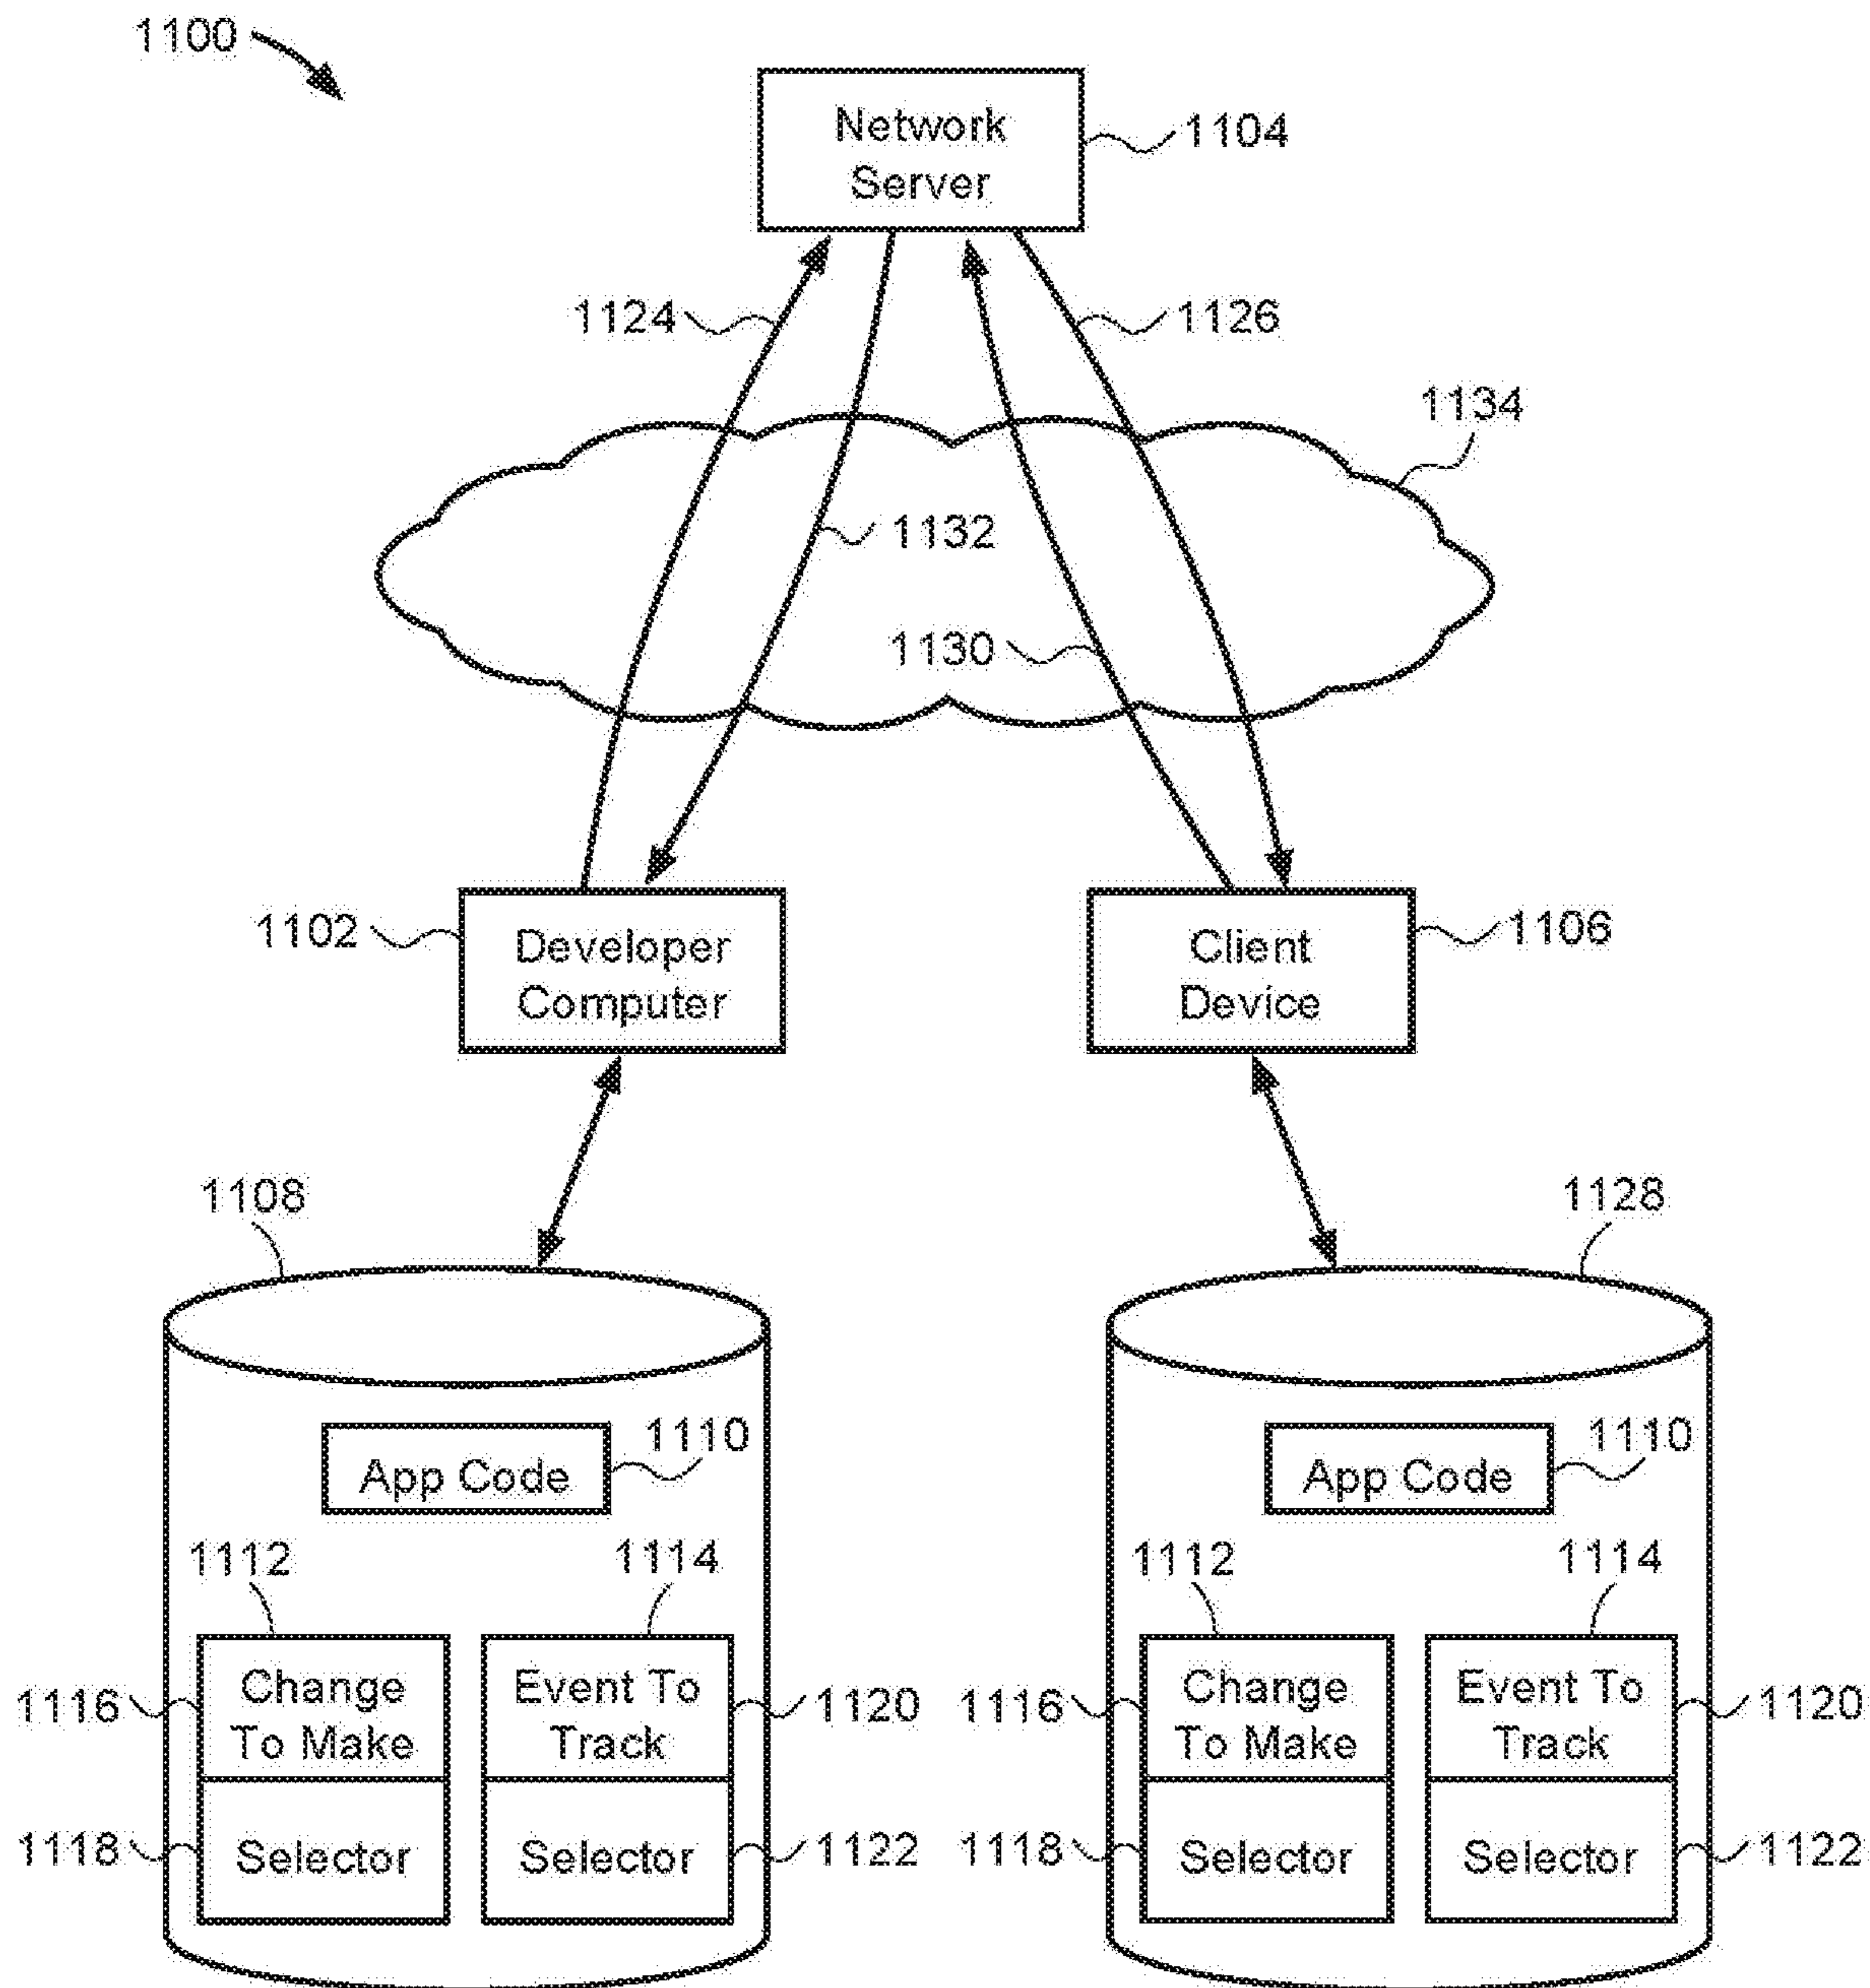 1100
Network
Server
1104
1124
1126
1134
1132
1130
1102
Developer
Computer
Client
Device
1106
1108
1128
App Code
1110
App Code
1110
1112
1114
1112
1114
1116
Change
To Make
Event To
Track
1120
1116
Change
To Make
Event To
Track
1120
1118
Selector
Selector
1122
1118
Selector
Selector
1122